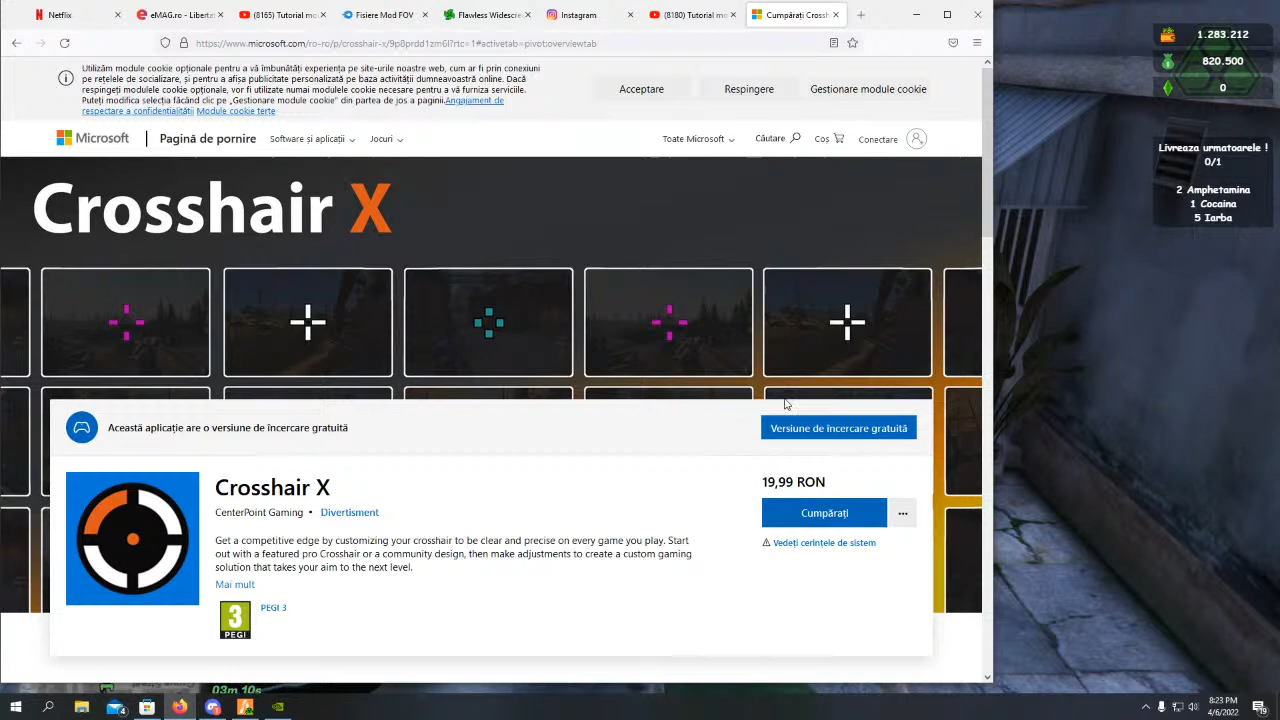 Netflix
eMAG.ro - Libertat
(8165) Tutorial mo
Fisiere Mod FOV
Flawless Widescre
Instagram
(8180) Tutorial mo
Cumpărați Crossh
https://www.microsoft.com/ro-ro/p/crosshair-x/9p8prdd1zm6l?rtc=1#activetab=pivot:overviewtab
Utilizăm module cookie opționale pentru a vă îmbunătăți experiența pe site-urile noastre web, cum ar fi prin conexiuni
pe rețelele de socializare, și pentru a afișa publicitate personalizată pe baza activității dumneavoastră online. Dacă
respingeți modulele cookie opționale, vor fi utilizate numai modulele cookie necesare pentru a vă furniza serviciile.
Puteți modifica selecția făcând clic pe „Gestionare module cookie” din partea de jos a paginii. Angajament de
respectare a confidențialității Module cookie terțe
Acceptare
Respingere
Gestionare module cookie
Microsoft
Pagină de pornire
Software și aplicații
Jocuri
Toate Microsoft
Căutare
Coș
Conectare
Crosshair X
Această aplicație are o versiune de încercare gratuită
Versiune de încercare gratuită
Crosshair X
CenterPoint Gaming • Divertisment
Get a competitive edge by customizing your crosshair to be clear and precise on every game you play. Start
out with a featured pro Crosshair or a community design, then make adjustments to create a custom gaming
solution that takes your aim to the next level.
Mai mult
3
PEGI
PEGI 3
19,99 RON
Cumpărați
Vedeți cerințele de sistem
1.283.212
820.500
0
Livreaza urmatoarele !
0/1
2 Amphetamina
1 Cocaina
5 Iarba
03m 10s
4
8:23 PM
4/6/2022
19